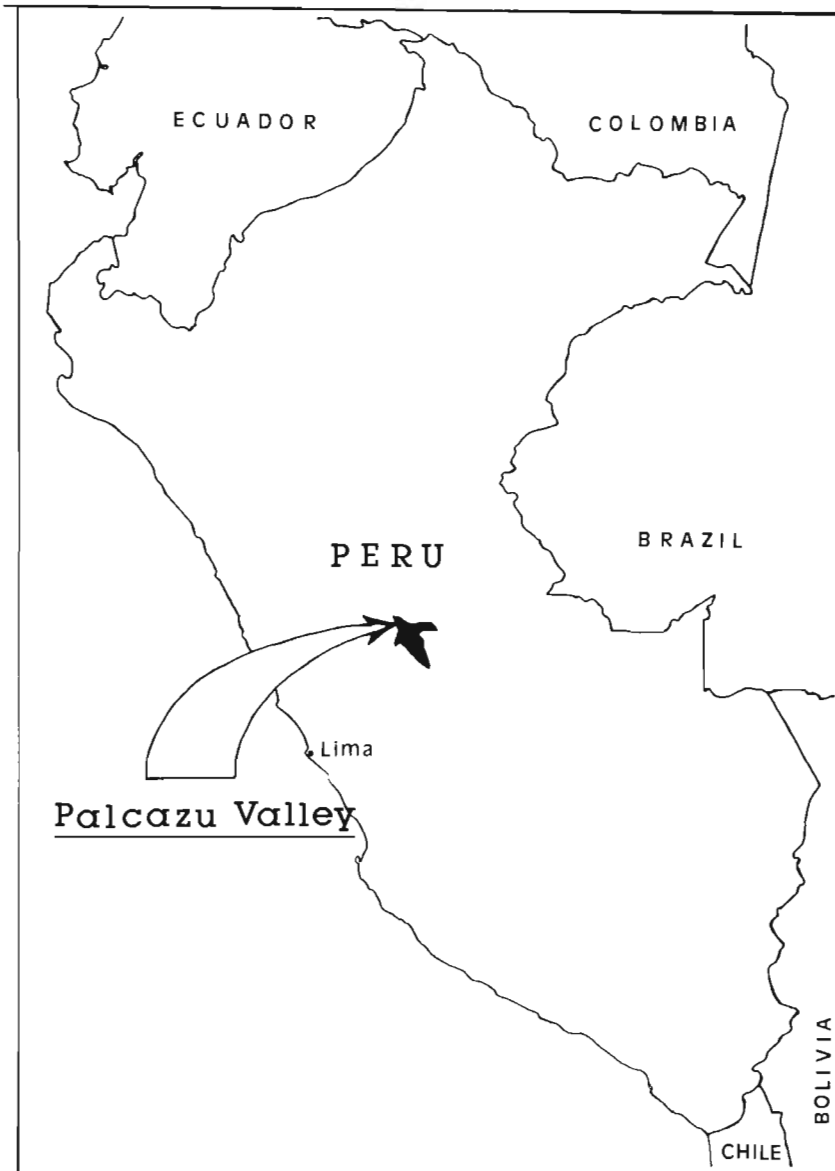 ECUADOR
COLOMBIA
PERU
BRAZIL
Lima
Palcazu Valley
BOLIVIA
CHILE